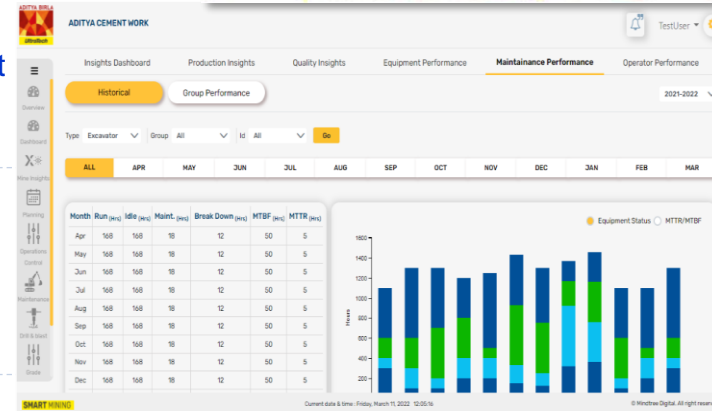 ADITYA BIRLA
UltraTech
ADITYA CEMENT WORK
TestUser
Insights Dashboard Production Insights Quality Insights Equipment Performance Maintainance Performance Operator Performance
Historical Group Performance 2021-2022
Type Excavator Group All Id All Go
ALL APR MAY JUN JUL AUG SEP OCT NOV DEC JAN FEB MAR
Overview
Dashboard
Mine Insights
Planning
Operations
Control
Maintenance
Drill & blast
Grade
Month Run (Hrs) Idle (Hrs) Maint. (Hrs) Break Down (Hrs) MTBF (Hrs) MTTR (Hrs)
Apr 168 168 18 12 50 5
May 168 168 18 12 50 5
Jun 168 168 18 12 50 5
Jul 168 168 18 12 50 5
Aug 168 168 18 12 50 5
Sep 168 168 18 12 50 5
Oct 168 168 18 12 50 5
Nov 168 168 18 12 50 5
Dec 168 168 18 12 50 5
Equipment Status MTTR/MTBF
Hours
1600
1400
1200
1000
800
600
400
200
SMART MINING
Current date & time : Friday, March 11, 2022 12:05:16
© Mindtree Digital. All right reser